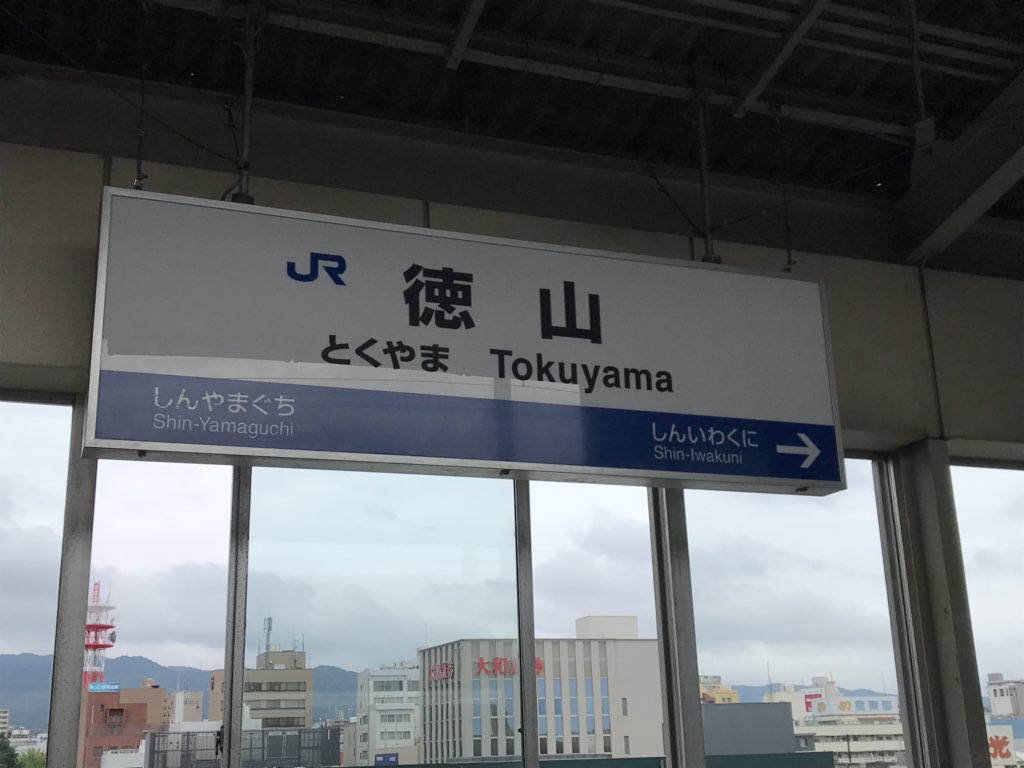 JR 徳山
とくやま Tokuyama
しんやまぐち しんいわくに
Shin-Yamaguchi Shin-Iwakuni
光